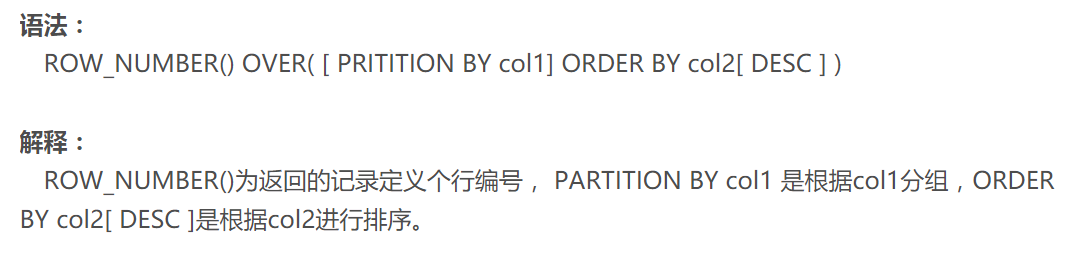 语法：
ROW_NUMBER() OVER( [ PRITITION BY col1] ORDER BY col2[ DESC ] )
解释：
ROW_NUMBER()为返回的记录定义个行编号， PARTITION BY col1 是根据col1分组，ORDER
BY col2[ DESC ]是根据col2进行排序。